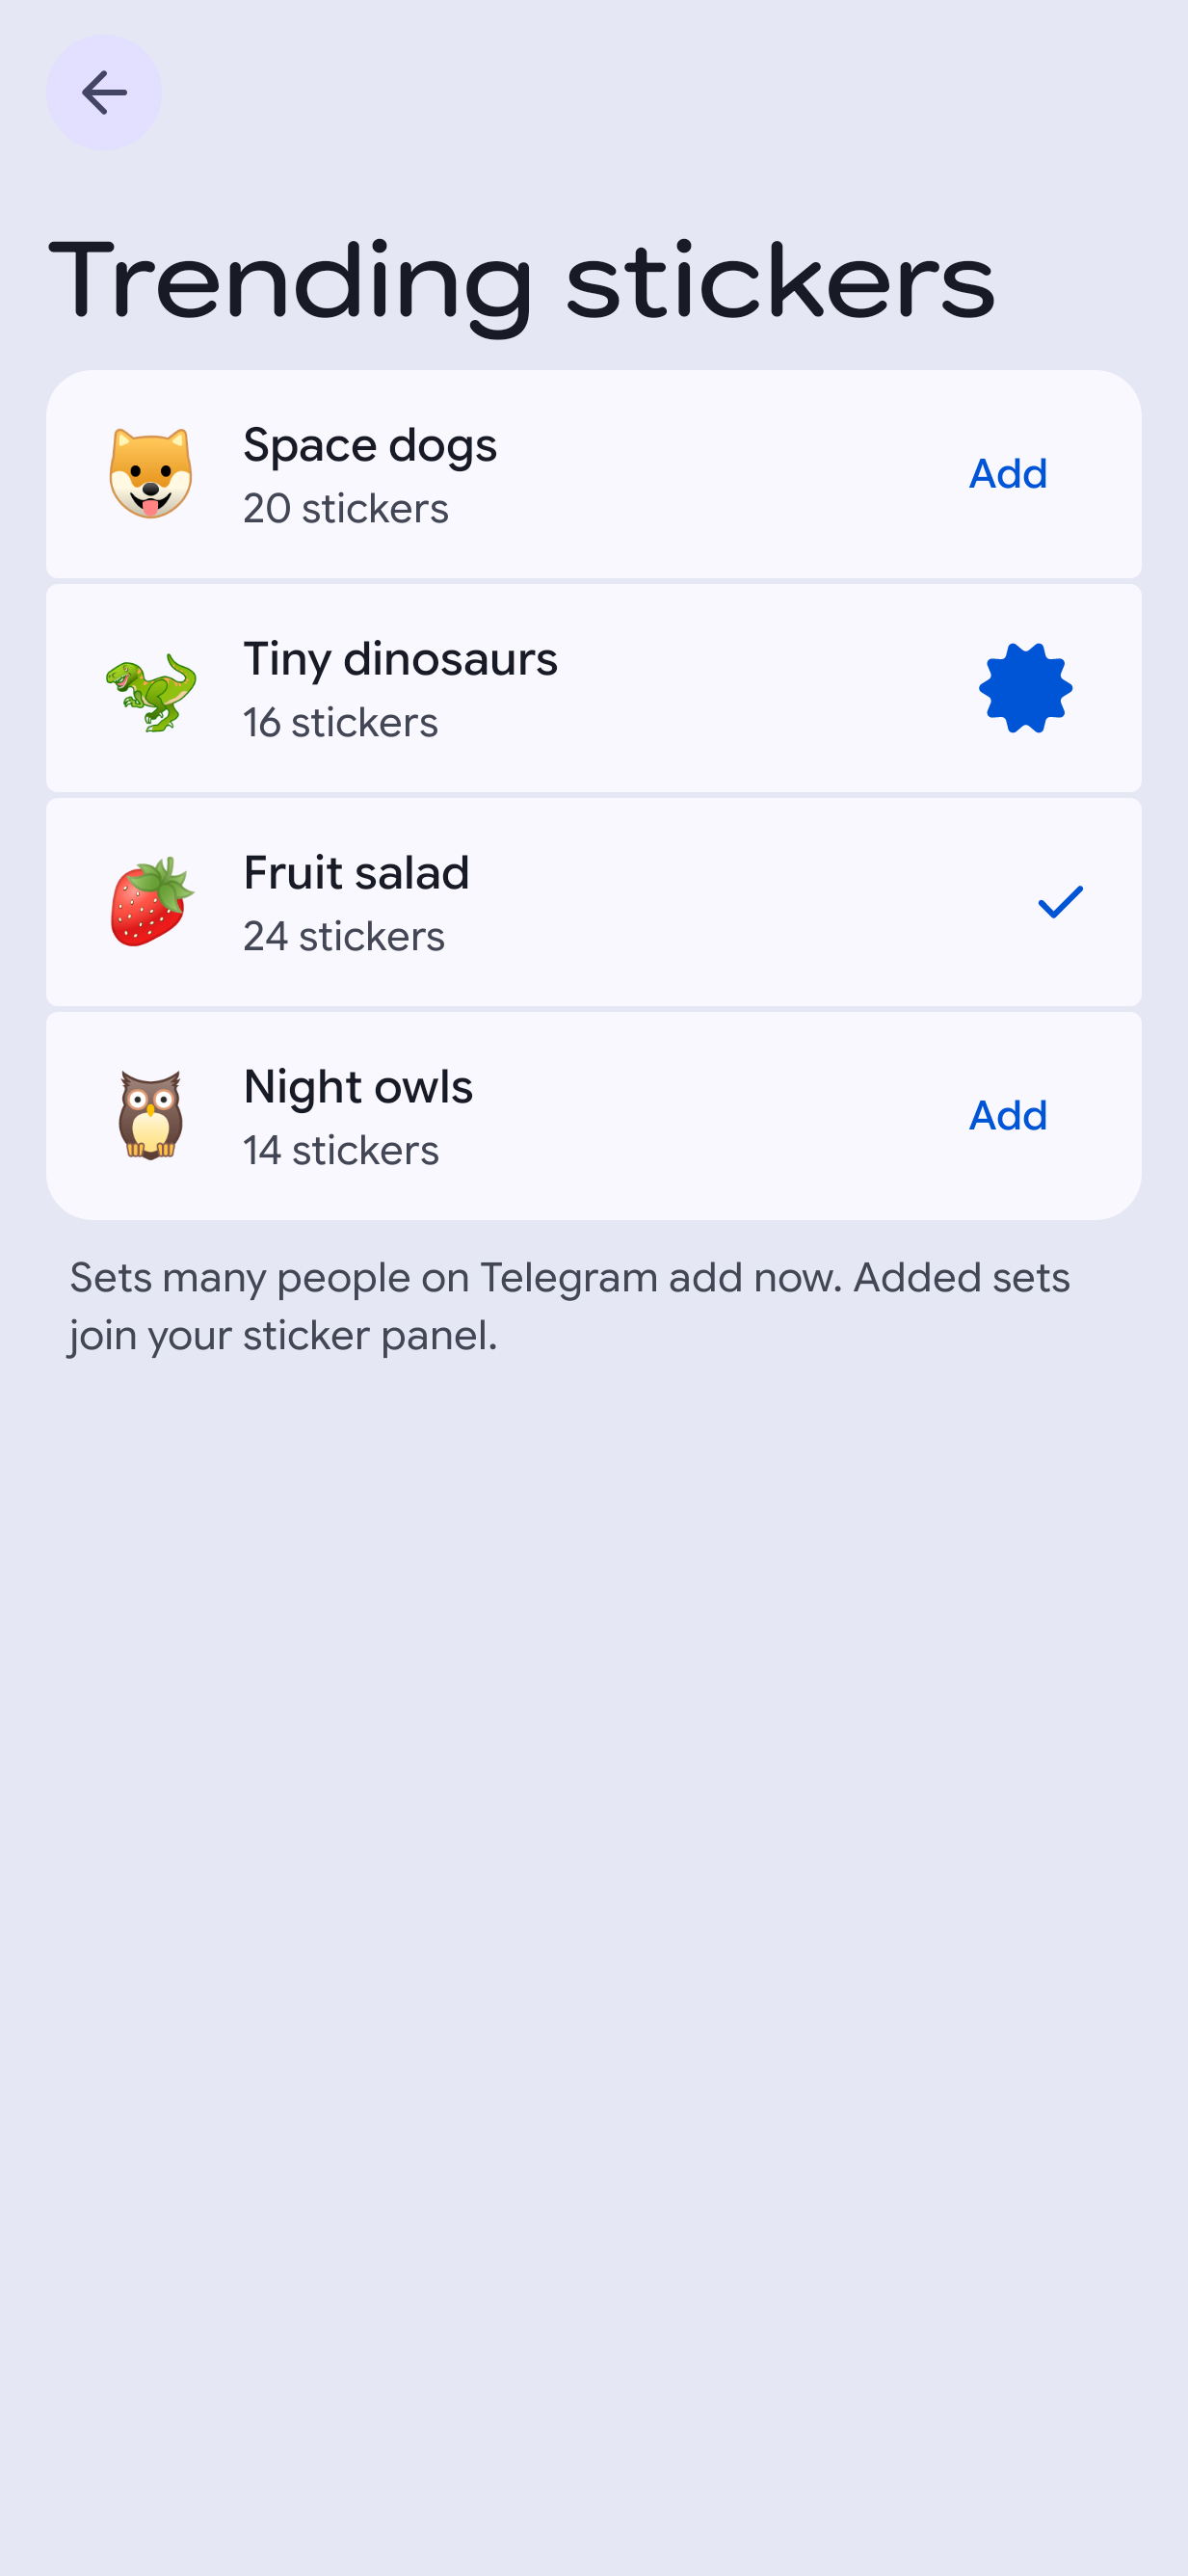 Trending stickers
Space dogs
20 stickers
Add
Tiny dinosaurs
16 stickers
Fruit salad
24 stickers
Night owls
14 stickers
Add
Sets many people on Telegram add now. Added sets
join your sticker panel.